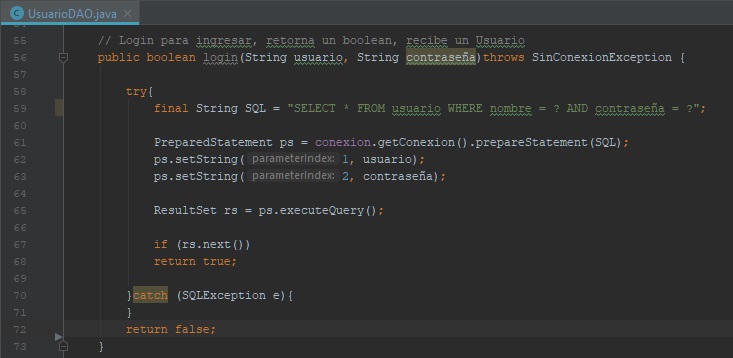 UsuarioDAO.java
55 // Login para ingresar, retorna un boolean, recibe un Usuario
56 public boolean login(String usuario, String contraseña)throws SinConexionException {
57
58 try{
59 final String SQL = "SELECT * FROM usuario WHERE nombre = ? AND contraseña = ?";
60
61 PreparedStatement ps = conexion.getConexion().prepareStatement(SQL);
62 ps.setString( parameterIndex: 1, usuario);
63 ps.setString( parameterIndex: 2, contraseña);
64
65 ResultSet rs = ps.executeQuery();
66
67 if (rs.next())
68 return true;
69
70 }catch (SQLException e){
71 }
72 return false;
73 }